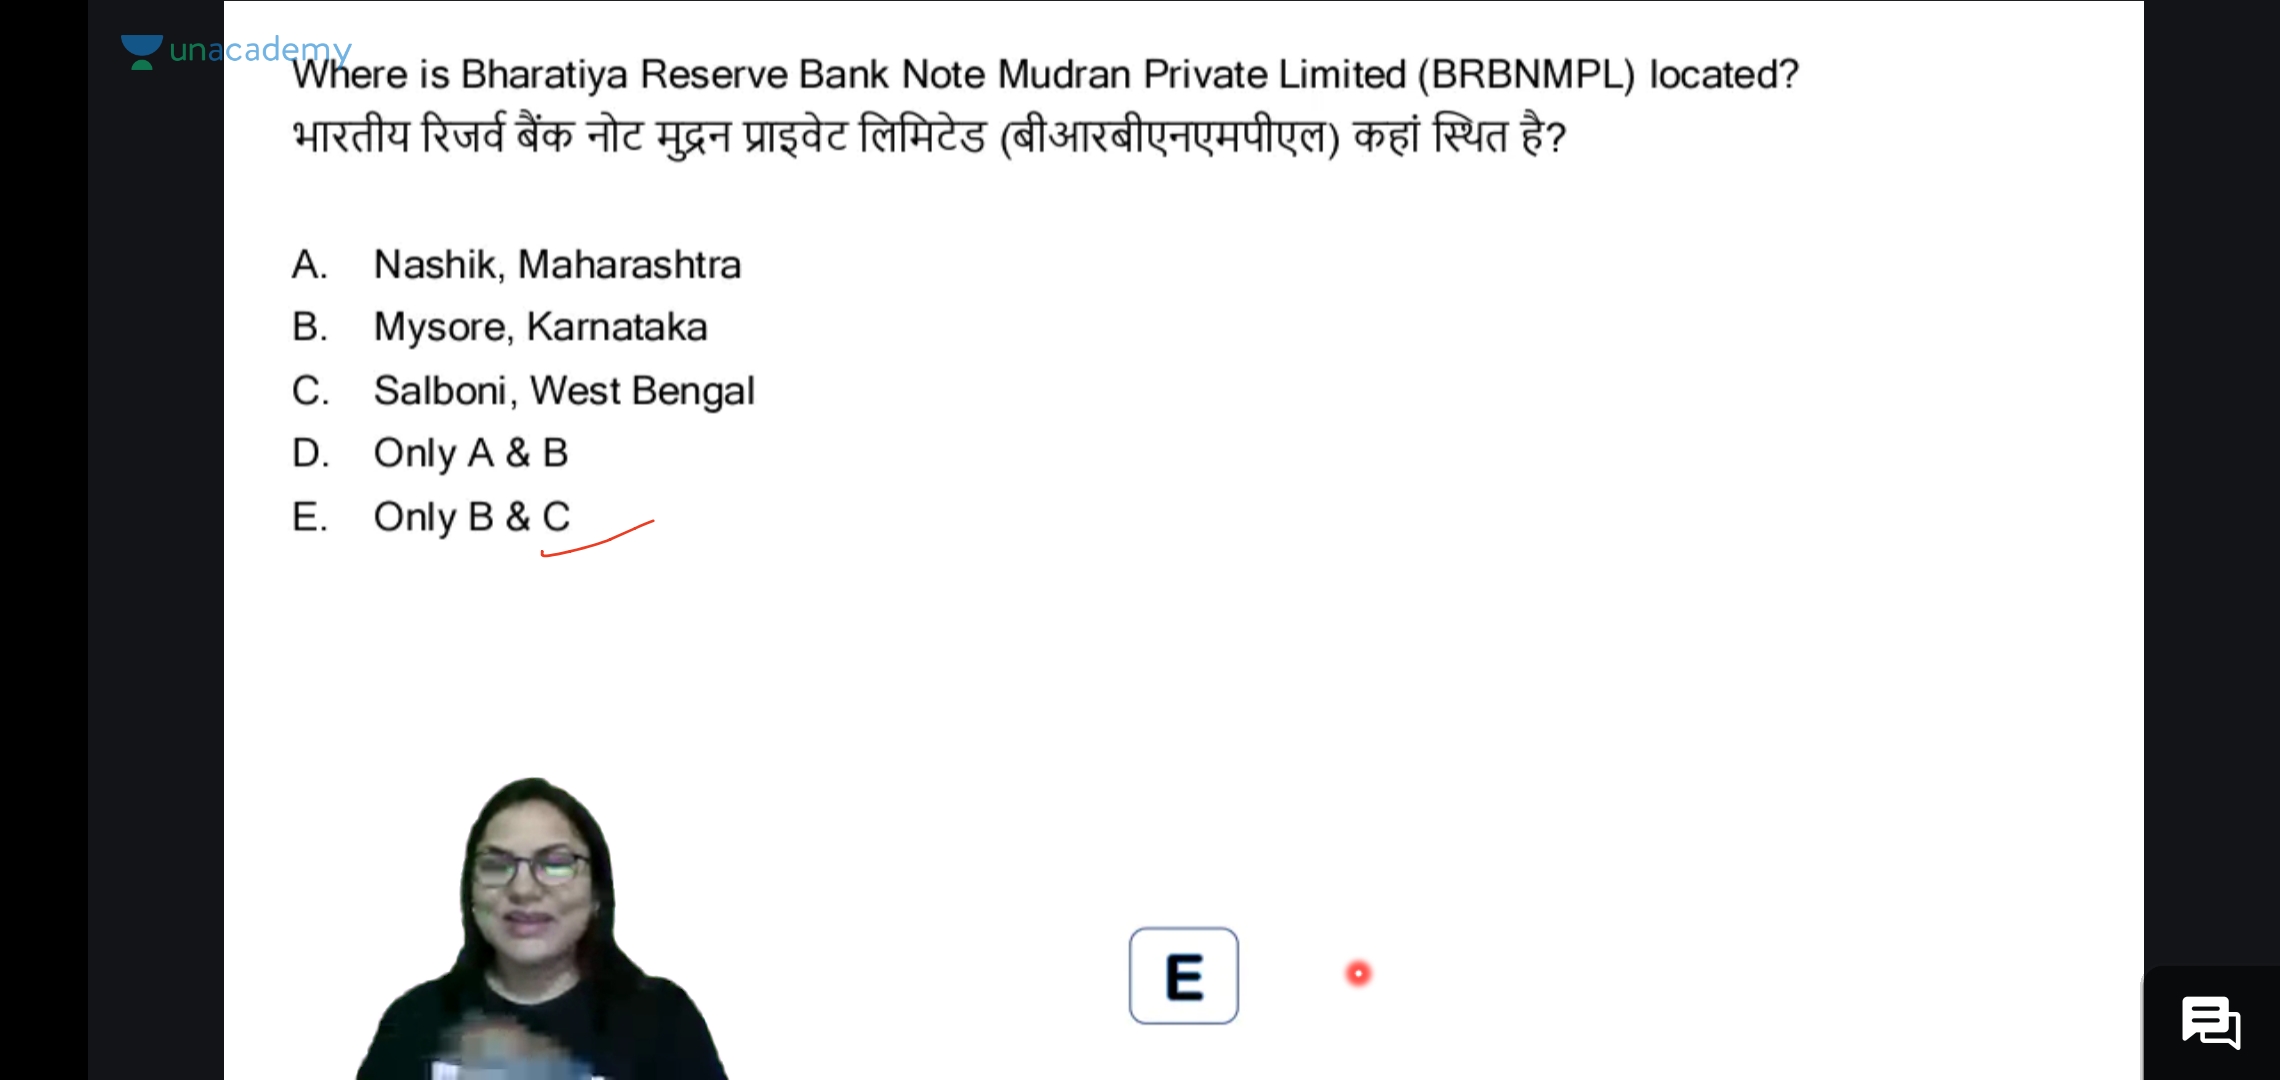 unacademy
Where is Bharatiya Reserve Bank Note Mudran Private Limited (BRBNMPL) located?
भारतीय रिजर्व बैंक नोट मुद्रन प्राइवेट लिमिटेड (बीआरबीएनएमपीएल) कहां स्थित है?
A. Nashik, Maharashtra
B. Mysore, Karnataka
C. Salboni, West Bengal
D. Only A & B
E. Only B & C
E